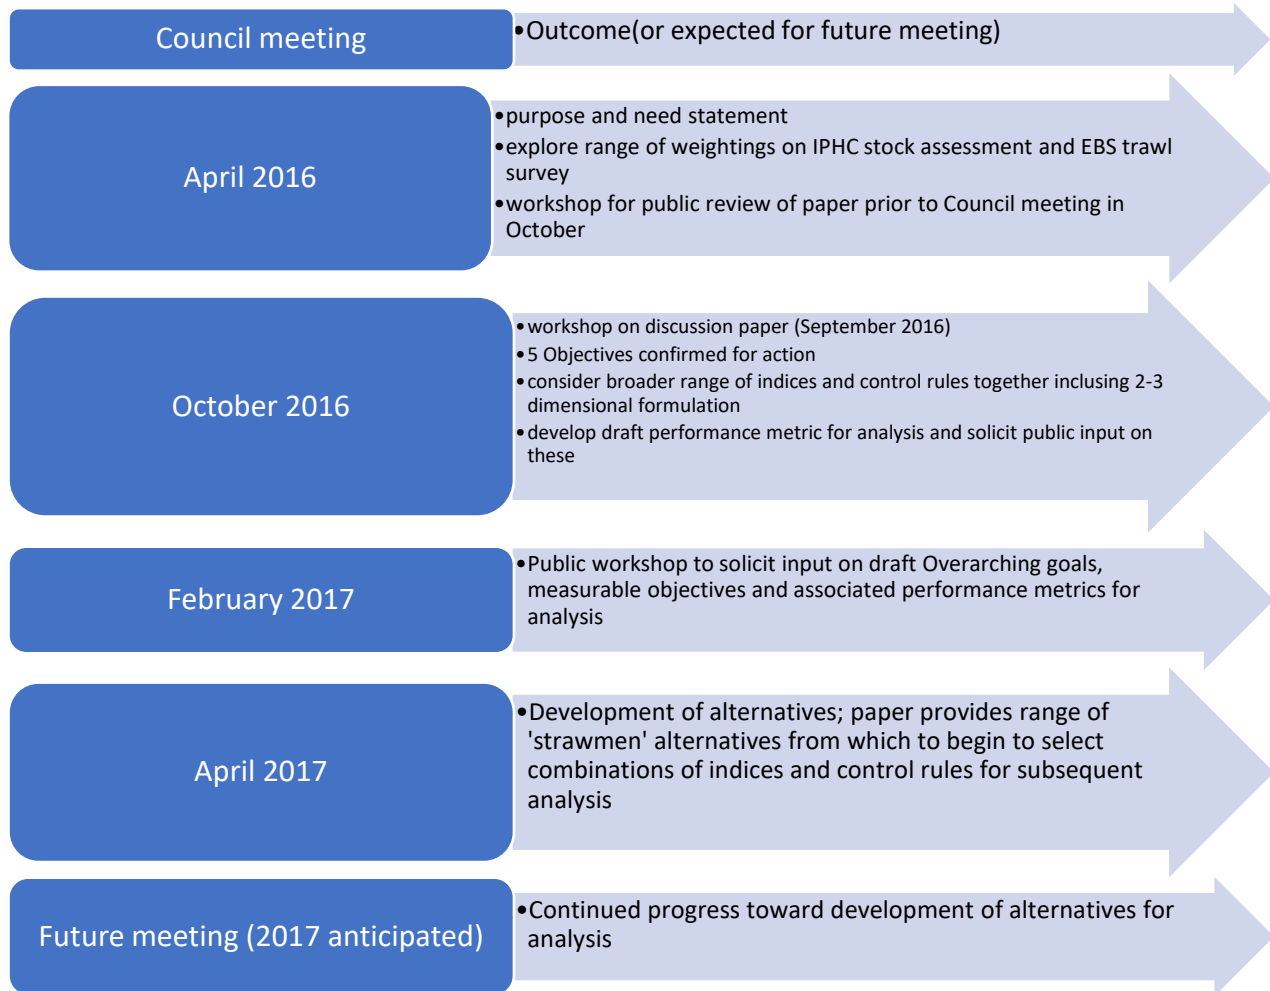 Council meeting
•Outcome(or expected for future meeting)
April 2016
•purpose and need statement
•explore range of weightings on IPHC stock assessment and EBS trawl
survey
•workshop for public review of paper prior to Council meeting in
October
October 2016
•workshop on discussion paper (September 2016)
•5 Objectives confirmed for action
•consider broader range of indices and control rules together inclusing 2-3
dimensional formulation
•develop draft performance metric for analysis and solicit public input on
these
February 2017
•Public workshop to solicit input on draft Overarching goals,
measurable objectives and associated performance metrics for
analysis
April 2017
•Development of alternatives; paper provides range of
'strawmen' alternatives from which to begin to select
combinations of indices and control rules for subsequent
analysis
Future meeting (2017 anticipated)
•Continued progress toward development of alternatives for
analysis